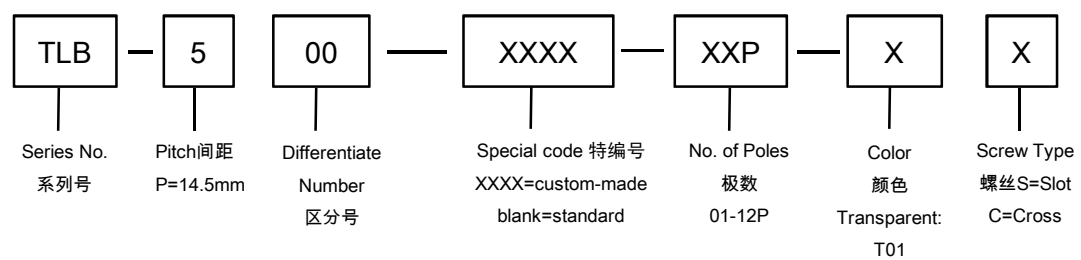 TLB — 5 00 — XXXX — XXP — X X
Series No.
系列号
Pitch间距
P=14.5mm
Differentiate
Number
区分号
Special code 特编号
XXXX=custom-made
blank=standard
No. of Poles
极数
01-12P
Color
颜色
Transparent:
T01
Screw Type
螺丝S=Slot
C=Cross